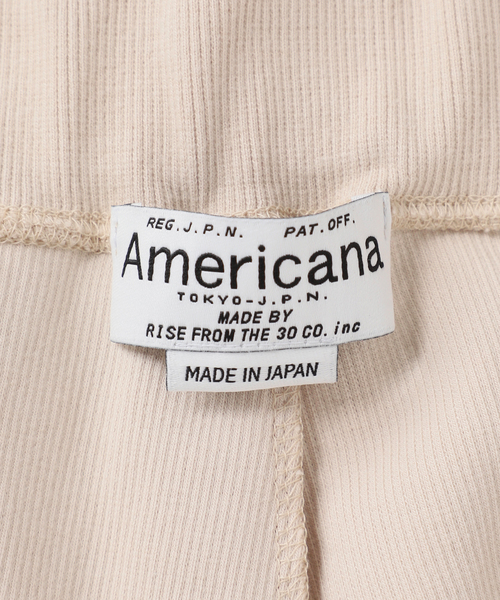 REG.J.P.N. PAT.OFF.
Americana
TOKYO-J.P.N.
MADE BY
RISE FROM THE 30 CO. inc
MADE IN JAPAN